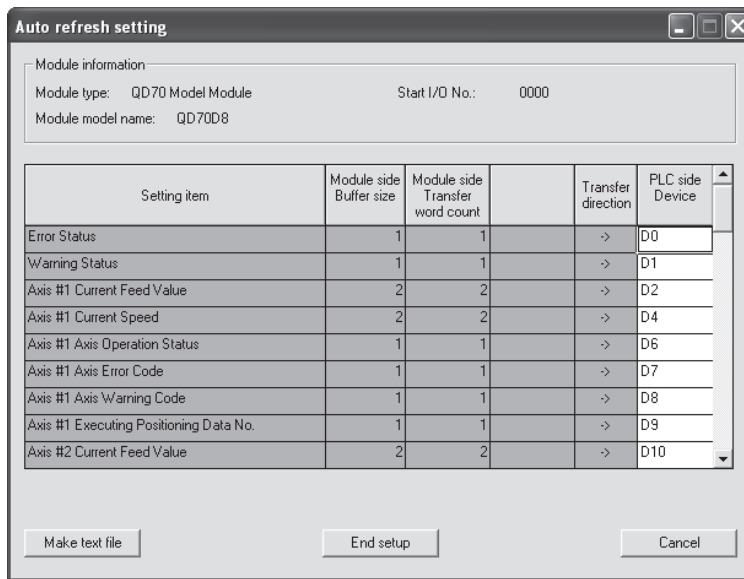 Auto refresh setting
Module information
Module type: QD70 Model Module Start I/O No.: 0000
Module model name: QD70D8
Setting item Module side Buffer size Module side Transfer word count Transfer direction PLC side Device
Error Status 1 1 -> D0
Warning Status 1 1 -> D1
Axis #1 Current Feed Value 2 2 -> D2
Axis #1 Current Speed 2 2 -> D4
Axis #1 Axis Operation Status 1 1 -> D6
Axis #1 Axis Error Code 1 1 -> D7
Axis #1 Axis Warning Code 1 1 -> D8
Axis #1 Executing Positioning Data No. 1 1 -> D9
Axis #2 Current Feed Value 2 2 -> D10
Make text file End setup Cancel